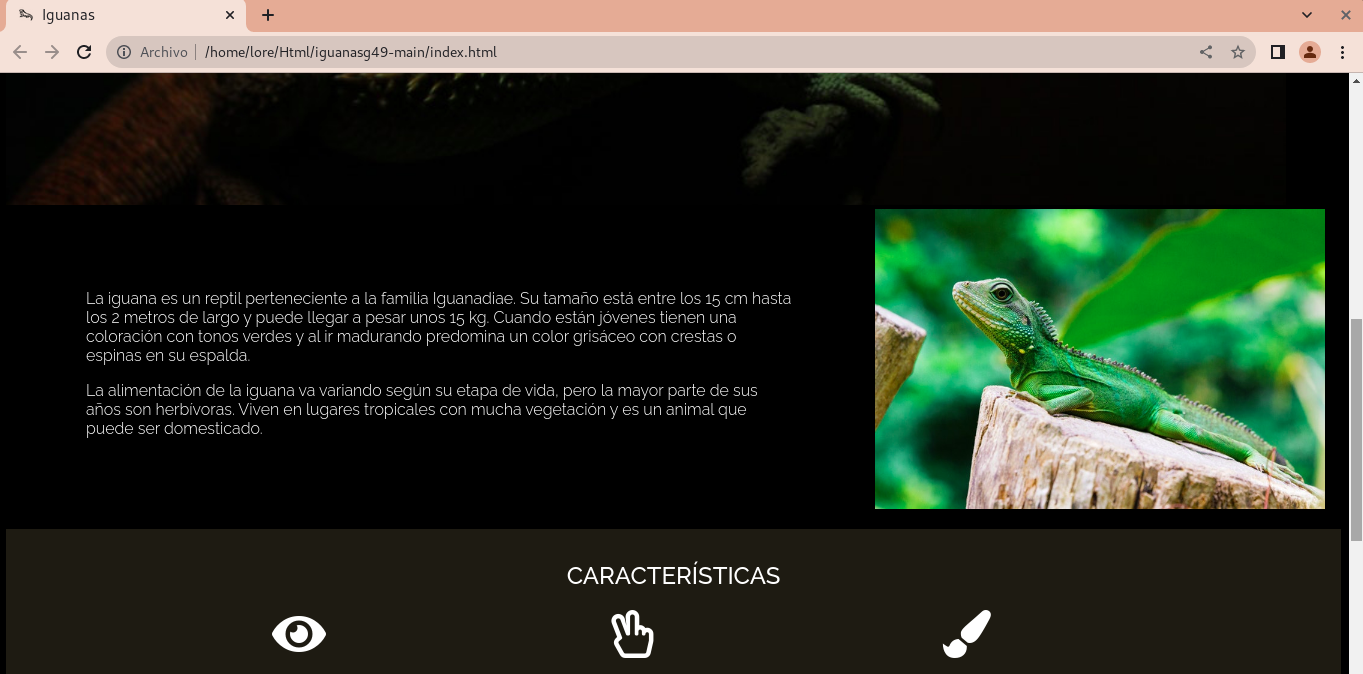 Iguanas
Archivo
/home/lore/Html/iguanasg49-main/index.html
La iguana es un reptil perteneciente a la familia Iguanadiae. Su tamaño está entre los 15 cm hasta
los 2 metros de largo y puede llegar a pesar unos 15 kg. Cuando están jóvenes tienen una
coloración con tonos verdes y al ir madurando predomina un color grisáceo con crestas o
espinas en su espalda.
La alimentación de la iguana va variando según su etapa de vida, pero la mayor parte de sus
años son herbívoras. Viven en lugares tropicales con mucha vegetación y es un animal que
puede ser domesticado.
CARACTERÍSTICAS